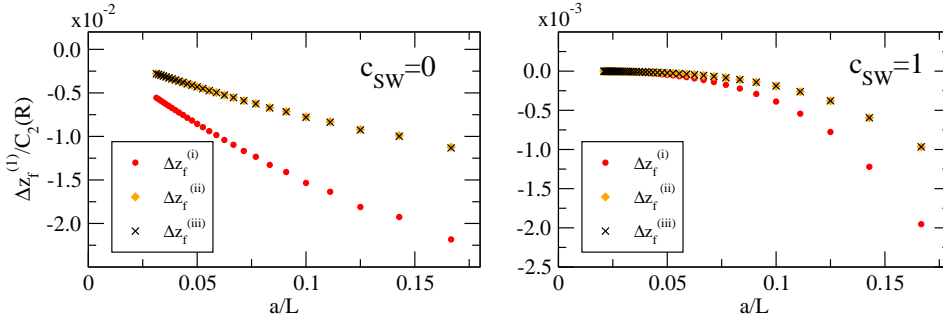 x10^-2
0.0
-0.5
-1.0
-1.5
-2.0
Δz_f^(1)/C_2(R)
c_SW=0
Δz_f^(i)
Δz_f^(ii)
Δz_f^(iii)
0 0.05 0.1 0.15
a/L
x10^-3
0.0
-0.5
-1.0
-1.5
-2.0
-2.5
c_SW=1
Δz_f^(i)
Δz_f^(ii)
Δz_f^(iii)
0 0.05 0.1 0.15
a/L